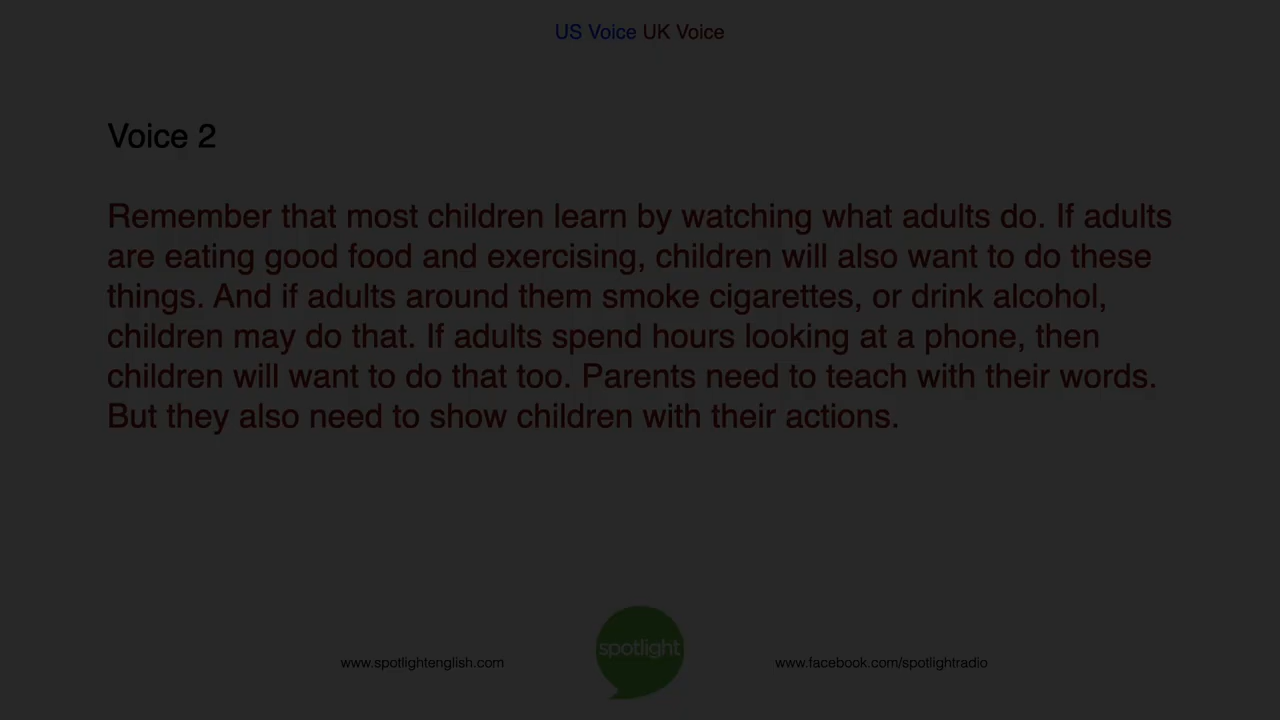 US Voice UK Voice
Voice 2
Remember that most children learn by watching what adults do. If adults
are eating good food and exercising, children will also want to do these
things. And if adults around them smoke cigarettes, or drink alcohol,
children may do that. If adults spend hours looking at a phone, then
children will want to do that too. Parents need to teach with their words.
But they also need to show children with their actions.
spotlight
www.spotlightenglish.com
www.facebook.com/spotlightradio